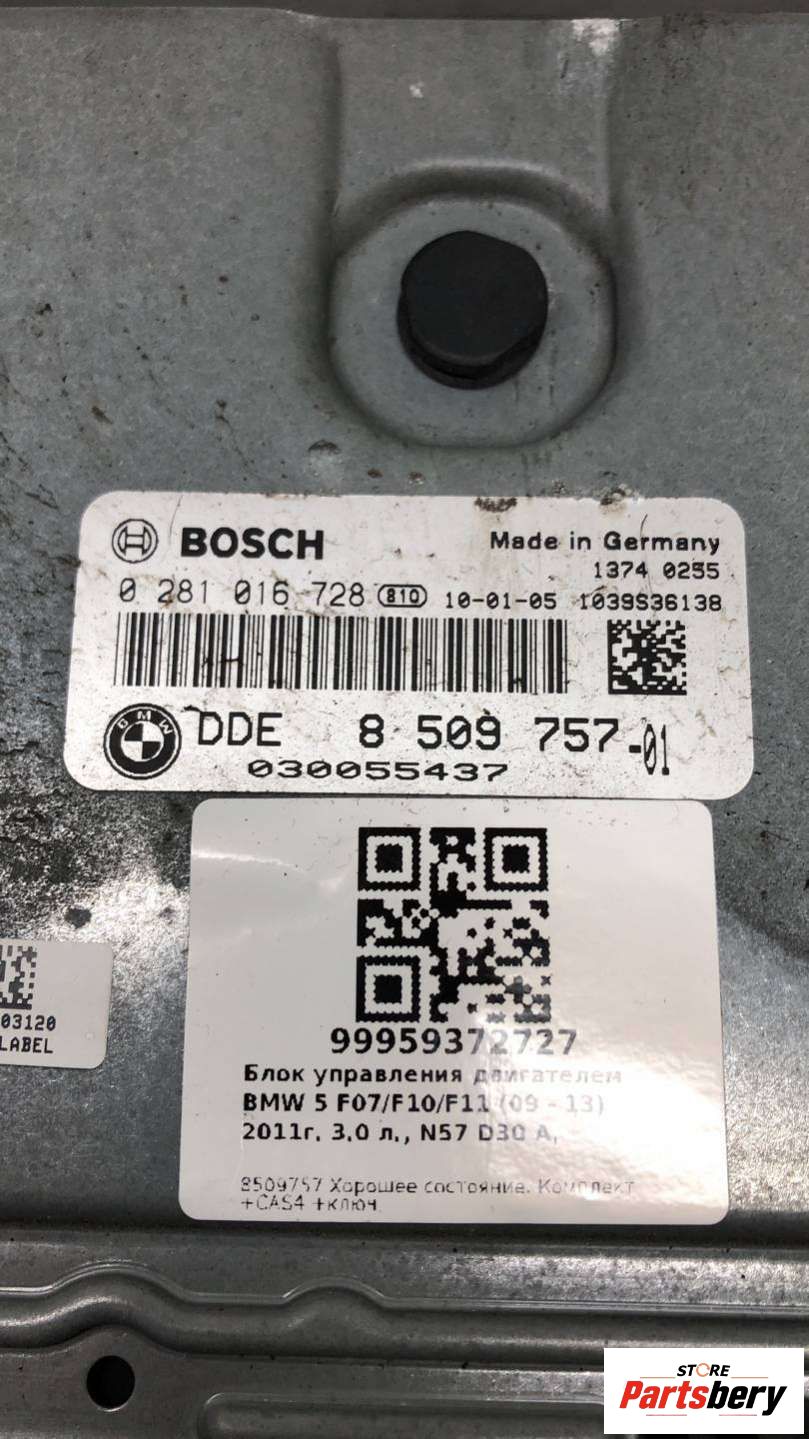 BOSCH Made in Germany
1374 0255
0 281 016 728 810 10-01-05 1039S36138
BMW DDE 8 509 757-01
030055437
03120
LABEL
99959372727
Блок управления двигателем
BMW 5 F07/F10/F11 (09 - 13)
2011г. 3.0 л., N57 D30 A,
8509757 Хорошее состояние. Комплект
+CAS4 +ключ
STORE
Partsbery